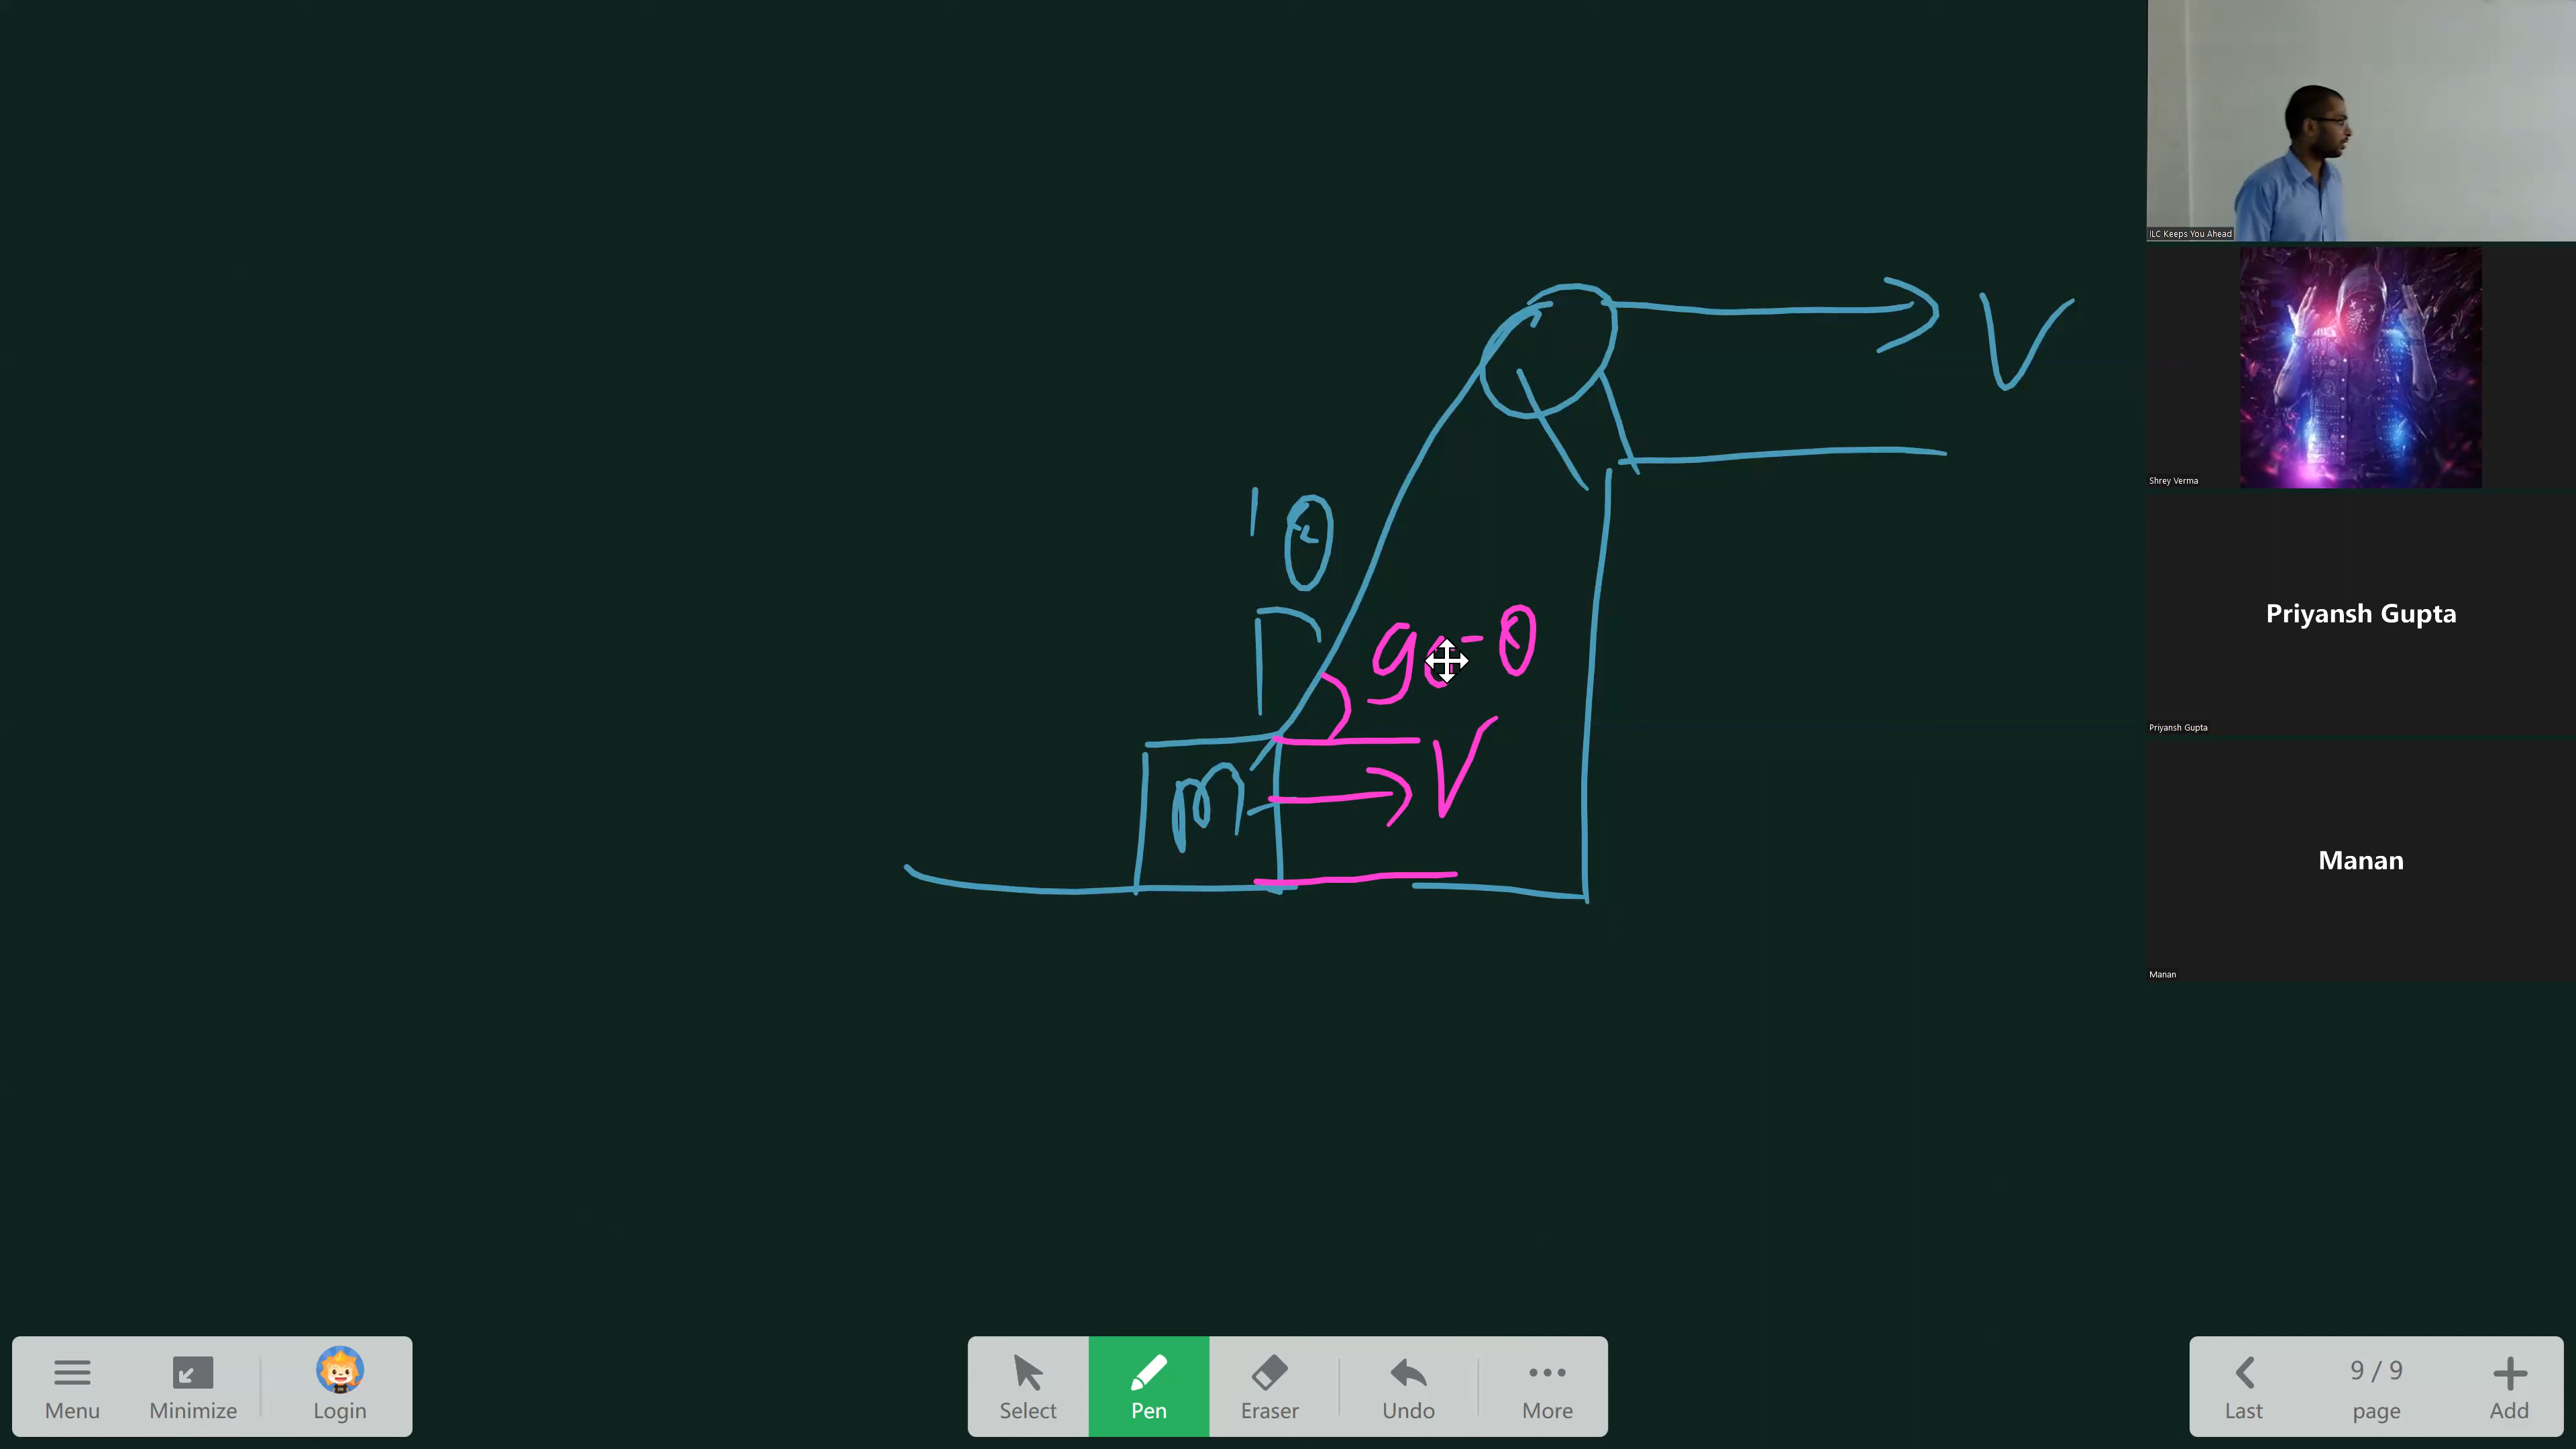 ILC Keeps You Ahead
V
Shrey Verma
θ
90-θ
Priyansh Gupta
Priyansh Gupta
V
m
Manan
Manan
Menu
Minimize
Login
Select
Pen
Eraser
Undo
More
Last
9 / 9
page
Add